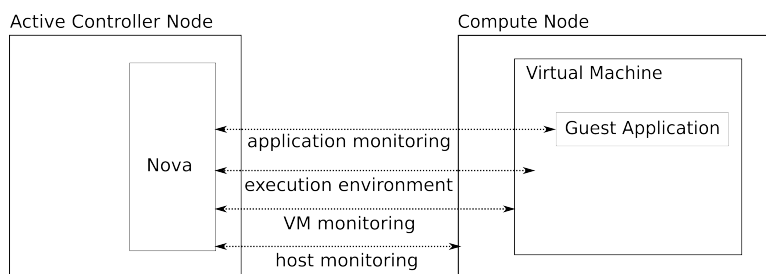 Active Controller Node
Compute Node
Virtual Machine
Guest Application
application monitoring
Nova
execution environment
VM monitoring
host monitoring